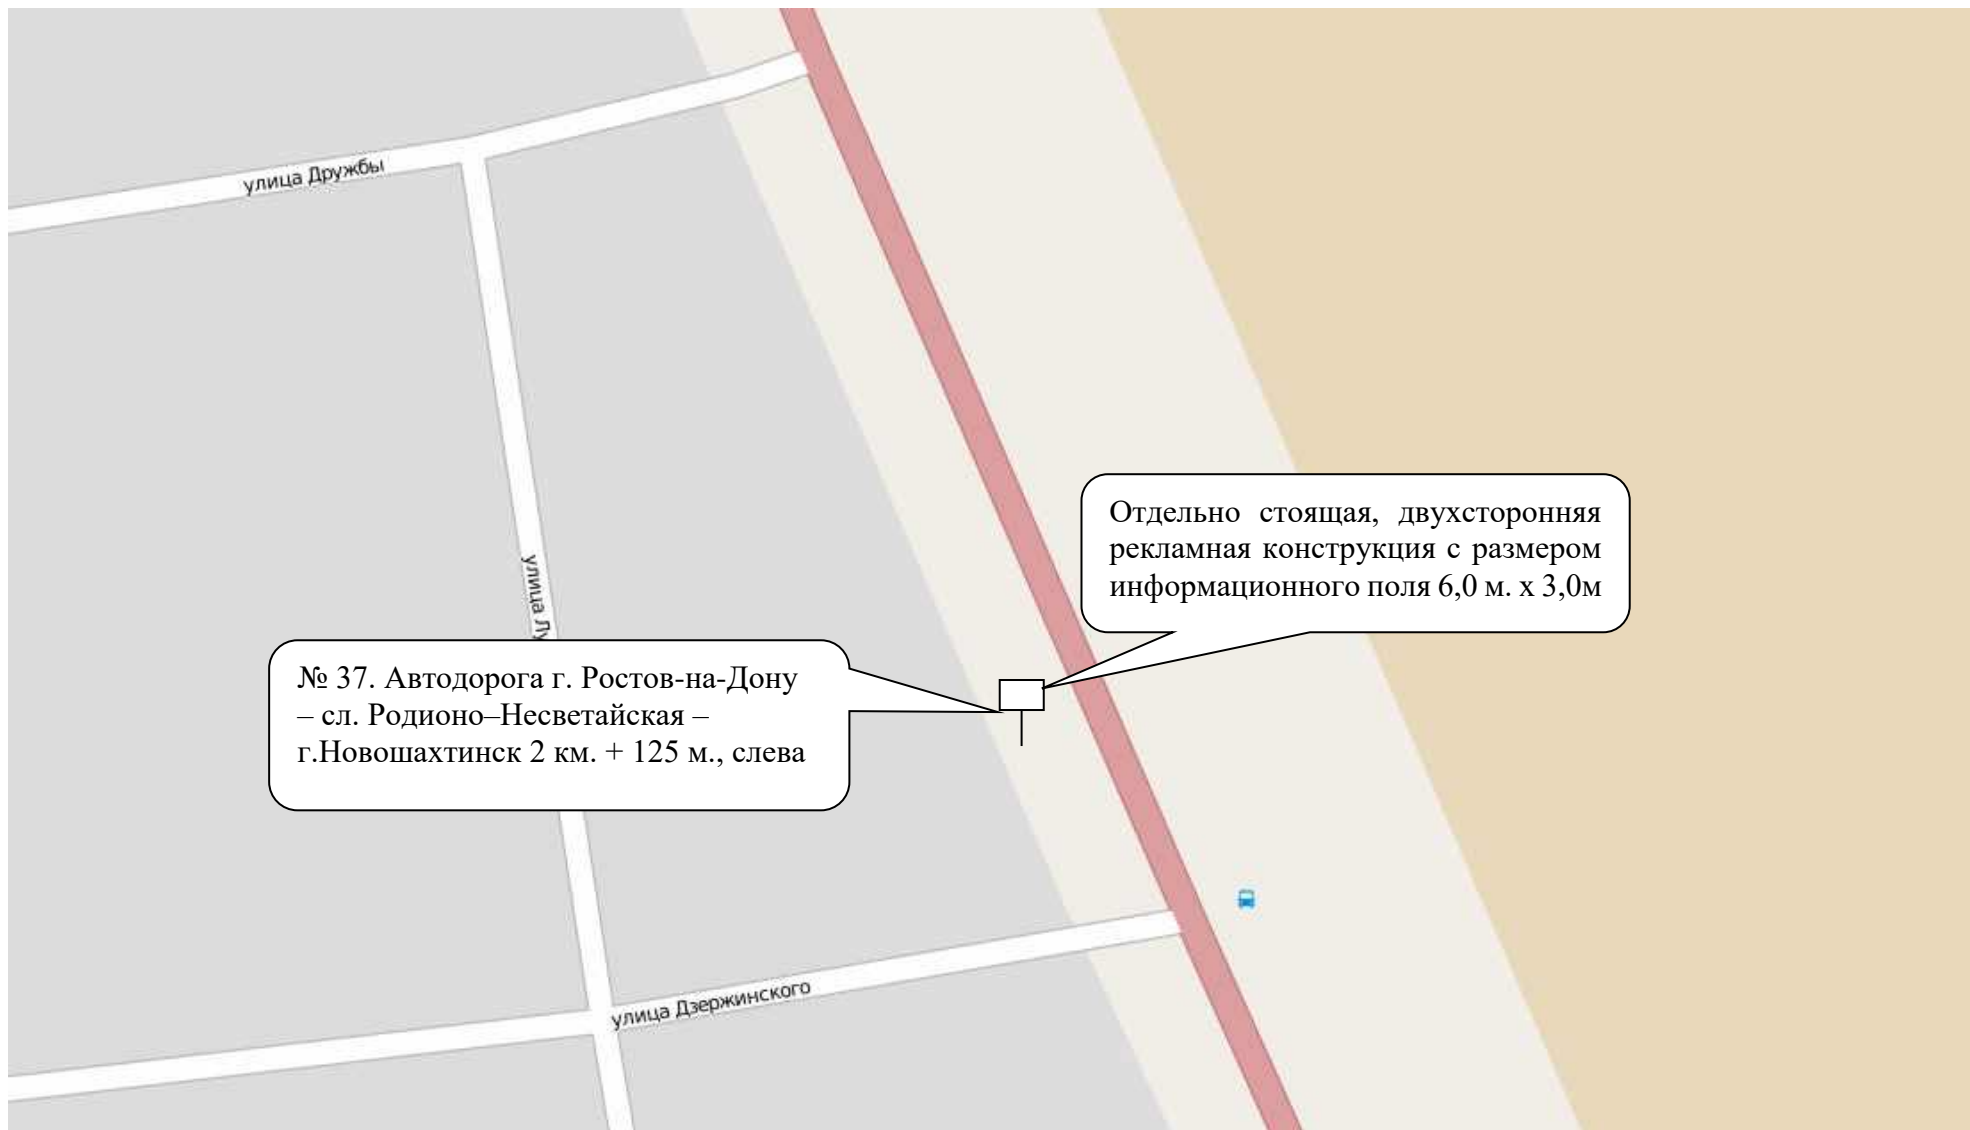 улица Дружбы
Отдельно стоящая, двухсторонняя
рекламная конструкция с размером
информационного поля 6,0 м. х 3,0м
улица
№ 37. Автодорога г. Ростов-на-Дону
– сл. Родионо–Несветайская –
г.Новошахтинск 2 км. + 125 м., слева
улица Дзержинского